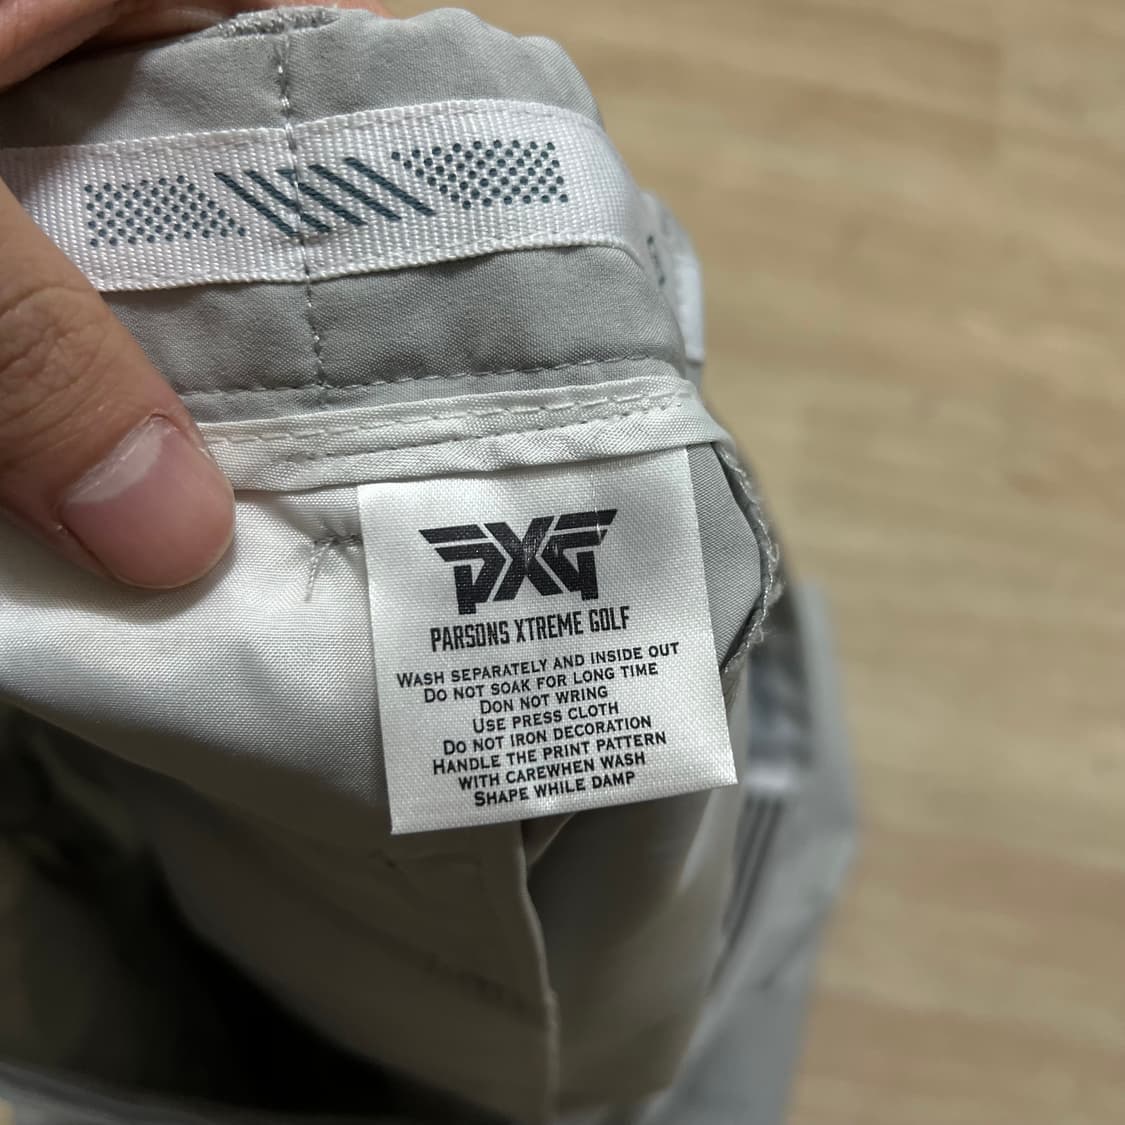 PXG
PARSONS XTREME GOLF
WASH SEPARATELY AND INSIDE OUT
DO NOT SOAK FOR LONG TIME
DON NOT WRING
USE PRESS CLOTH
DO NOT IRON DECORATION
HANDLE THE PRINT PATTERN
WITH CAREWHEN WASH
SHAPE WHILE DAMP